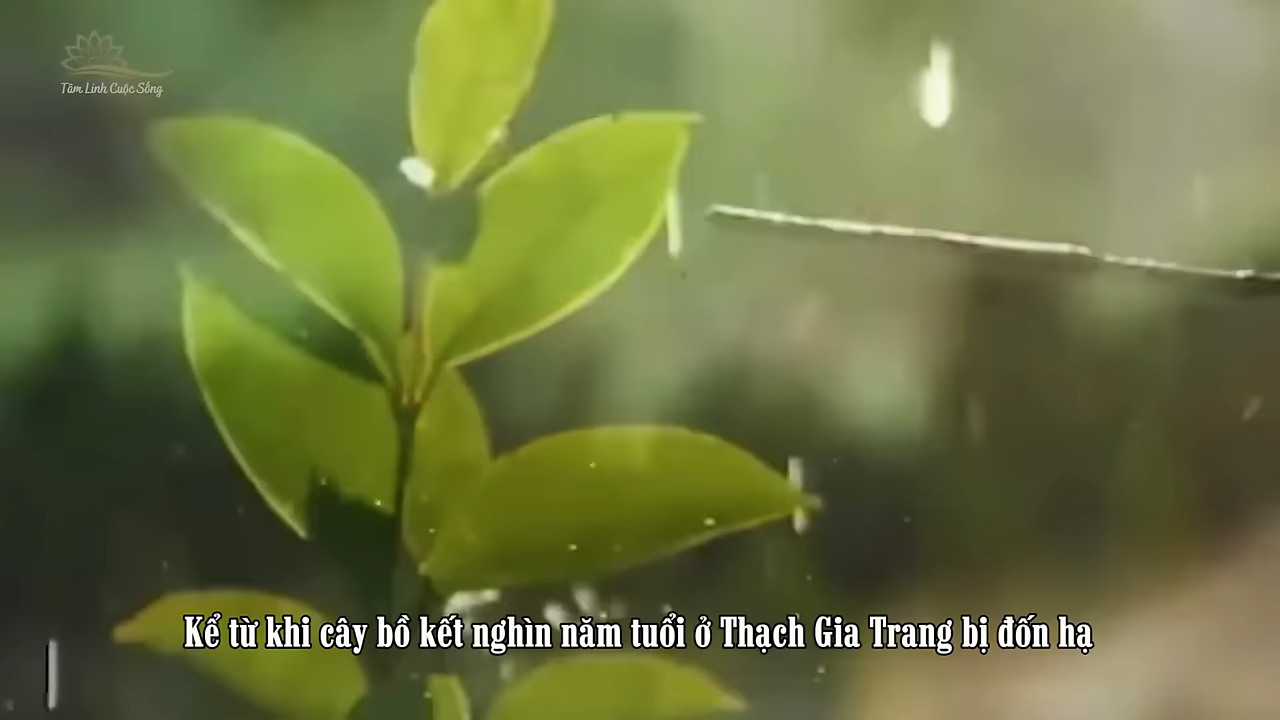 Tâm Linh Cuộc Sống
Kể từ khi cây bồ kết nghìn năm tuổi ở Thạch Gia Trang bị đốn hạ